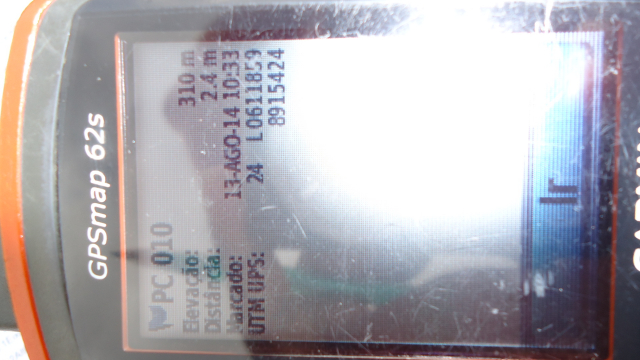 GPSmap 62s
PC 010
Elevação: 310 m
Distância: 2.4 m
Marcado: 13-AGO-14 10:33
UTM UPS: 24 L 0611859
8915424
Ir
GARMIN